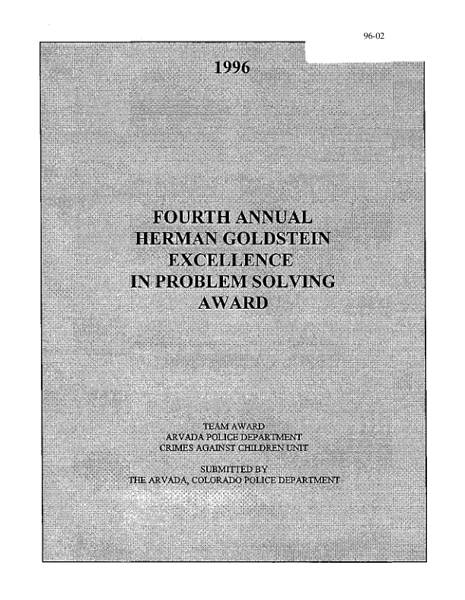 96-02
1996
FOURTH ANNUAL
HERMAN GOLDSTEIN
EXCELLENCE
IN PROBLEM SOLVING
AWARD
TEAM AWARD
ARVADA POLICE DEPARTMENT
CRIMES AGAINST CHILDREN UNIT
SUBMITTED BY
THE ARVADA, COLORADO POLICE DEPARTMENT